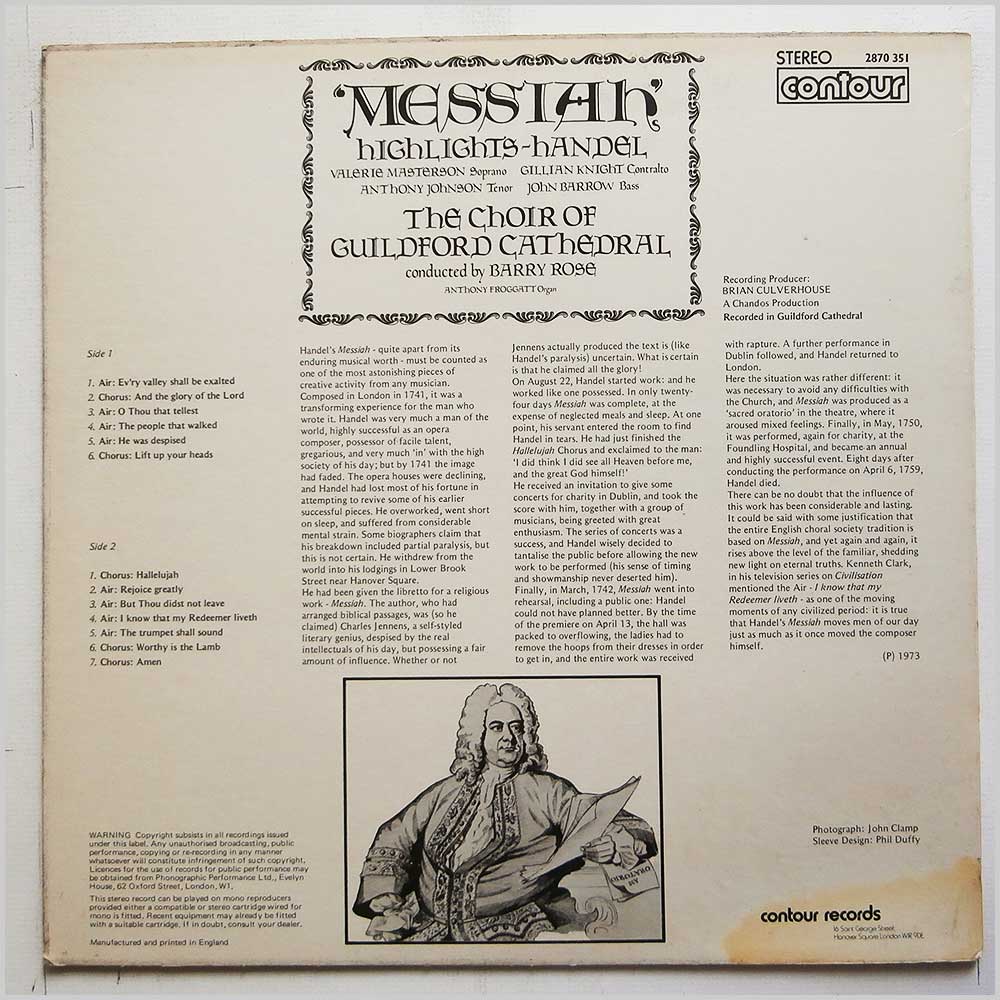 STEREO 2870 351
contour
'MESSIAH'
HIGHLIGHTS-HANDEL
VALERIE MASTERSON Soprano GILLIAN KNIGHT Contralto
ANTHONY JOHNSON Tenor JOHN BARROW Bass
THE CHOIR OF
GUILDFORD CATHEDRAL
conducted by BARRY ROSE
ANTHONY FROGGATT Organ
Recording Producer:
BRIAN CULVERHOUSE
A Chandos Production
Recorded in Guildford Cathedral
Side 1
1. Air: Ev'ry valley shall be exalted
2. Chorus: And the glory of the Lord
3. Air: O Thou that tellest
4. Air: The people that walked
5. Air: He was despised
6. Chorus: Lift up your heads
Side 2
1. Chorus: Hallelujah
2. Air: Rejoice greatly
3. Air: But Thou didst not leave
4. Air: I know that my Redeemer liveth
5. Air: The trumpet shall sound
6. Chorus: Worthy is the Lamb
7. Chorus: Amen
Handel's Messiah - quite apart from its
enduring musical worth - must be counted as
one of the most astonishing pieces of
creative activity from any musician.
Composed in London in 1741, it was a
transforming experience for the man who
wrote it. Handel was very much a man of the
world, highly successful as an opera
composer, possessor of facile talent,
gregarious, and very much 'in' with the high
society of his day; but by 1741 the image
had faded. The opera houses were declining,
and Handel had lost most of his fortune in
attempting to revive some of his earlier
successful pieces. He overworked, went short
on sleep, and suffered from considerable
mental strain. Some biographers claim that
his breakdown included partial paralysis, but
this is not certain. He withdrew from the
world into his lodgings in Lower Brook
Street near Hanover Square.
He had been given the libretto for a religious
work - Messiah. The author, who had
arranged biblical passages, was (so he
claimed) Charles Jennens, a self-styled
literary genius, despised by the real
intellectuals of his day, but possessing a fair
amount of influence. Whether or not
Jennens actually produced the text is (like
Handel's paralysis) uncertain. What is certain
is that he claimed all the glory!
On August 22, Handel started work: and he
worked like one possessed. In only twenty-
four days Messiah was complete, at the
expense of neglected meals and sleep. At one
point, his servant entered the room to find
Handel in tears. He had just finished the
Hallelujah Chorus and exclaimed to the man:
'I did think I did see all Heaven before me,
and the great God himself!'
He received an invitation to give some
concerts for charity in Dublin, and took the
score with him, together with a group of
musicians, being greeted with great
enthusiasm. The series of concerts was a
success, and Handel wisely decided to
tantalise the public before allowing the new
work to be performed (his sense of timing
and showmanship never deserted him).
Finally, in March, 1742, Messiah went into
rehearsal, including a public one: Handel
could not have planned better. By the time
of the premiere on April 13, the hall was
packed to overflowing, the ladies had to
remove the hoops from their dresses in order
to get in, and the entire work was received
with rapture. A further performance in
Dublin followed, and Handel returned to
London.
Here the situation was rather different: it
was necessary to avoid any difficulties with
the Church, and Messiah was produced as a
'sacred oratorio' in the theatre, where it
aroused mixed feelings. Finally, in May, 1750,
it was performed, again for charity, at the
Foundling Hospital, and became an annual
and highly successful event. Eight days after
conducting the performance on April 6, 1759,
Handel died.
There can be no doubt that the influence of
this work has been considerable and lasting.
It could be said with some justification that
the entire English choral society tradition is
based on Messiah, and yet again and again, it
rises above the level of the familiar, shedding
new light on eternal truths. Kenneth Clark,
in his television series on Civilisation
mentioned the Air - I know that my
Redeemer liveth - as one of the moving
moments of any civilized period: it is true
that Handel's Messiah moves men of our day
just as much as it once moved the composer
himself.
(P) 1973
AN
ORATORIO
WARNING Copyright subsists in all recordings issued
under this label. Any unauthorised broadcasting, public
performance, copying or re-recording in any manner
whatsoever will constitute infringement of such copyright.
Licences for the use of records for public performance may
be obtained from Phonographic Performance Ltd., Evelyn
House, 62 Oxford Street, London, W1.
This stereo record can be played on mono reproducers
provided either a compatible or stereo cartridge wired for
mono is fitted. Recent equipment may already be fitted
with a suitable cartridge. If in doubt, consult your dealer.
Manufactured and printed in England
Photograph: John Clamp
Sleeve Design: Phil Duffy
contour records
16 Saint George Street
Hanover Square London W1R 9DE